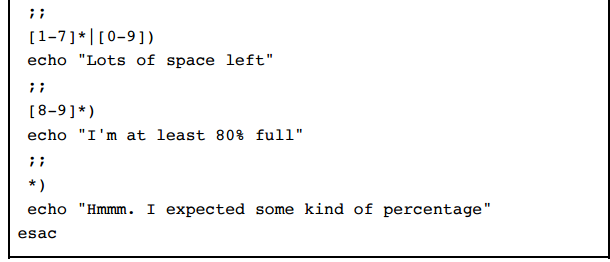 ;;
[1-7]*|[0-9])
echo "Lots of space left"
;;
[8-9]*)
echo "I'm at least 80% full"
;;
*)
echo "Hmmm. I expected some kind of percentage"
esac